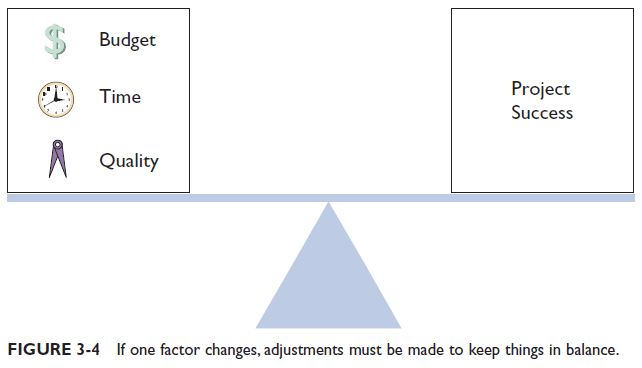 Budget
Time
Quality
Project
Success
FIGURE 3-4 If one factor changes, adjustments must be made to keep things in balance.